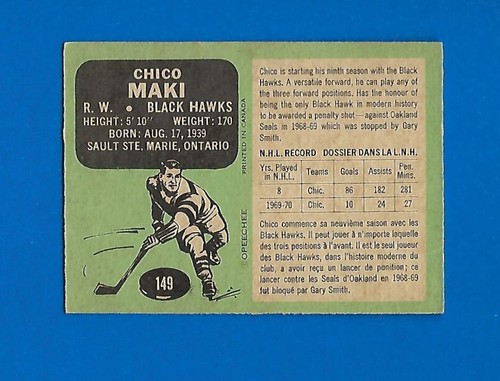 CHICO
MAKI
R. W. • BLACK HAWKS
HEIGHT: 5' 10" WEIGHT: 170
BORN: AUG. 17, 1939
SAULT STE. MARIE, ONTARIO
149
OPEECHEE
PRINTED IN CANADA
Chico is starting his ninth season with the Black
Hawks. A versatile forward, he can play any
of the three forward positions. Has the honour of
being the only Black Hawk in modern history
to be awarded a penalty shot—against Oakland
Seals in 1968-69 which was stopped by Gary
Smith.
N.H.L. RECORD DOSSIER DANS LA L.N.H.
Yrs. Played in N.H.L. Teams Goals Assists Pen. Mins.
8 Chic. 86 182 281
1969-70 Chic. 10 24 27
Chico commence sa neuvième saison avec les
Black Hawks. Il peut jouer à n'importe laquelle
des trois positions à l'avant. Il est le seul joueur
des Black Hawks, dans l'histoire moderne du
club, a reçu un lancer de position; ce
lancer contre les Seals d'Oakland en 1968-69
fut bloqué par Gary Smith.